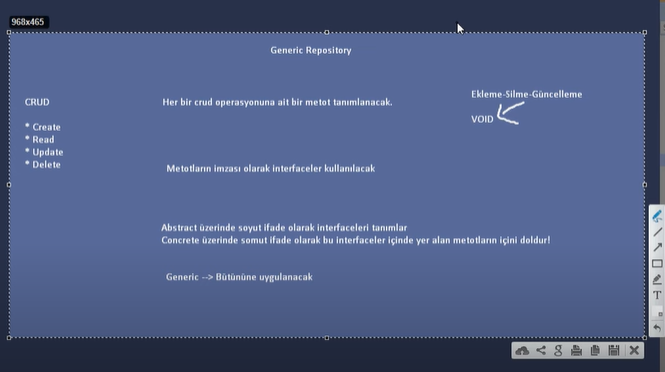 968x465
Generic Repository
Ekleme-Silme-Güncelleme
CRUD
Her bir crud operasyonuna ait bir metot tanımlanacak.
VOID
* Create
* Read
* Update
* Delete
Metotların imzası olarak interfaceler kullanılacak
Abstract üzerinde soyut ifade olarak interfaceleri tanımlar
Concrete üzerinde somut ifade olarak bu interfaceler içinde yer alan metotların içini doldur!
Generic --> Bütününe uygulanacak